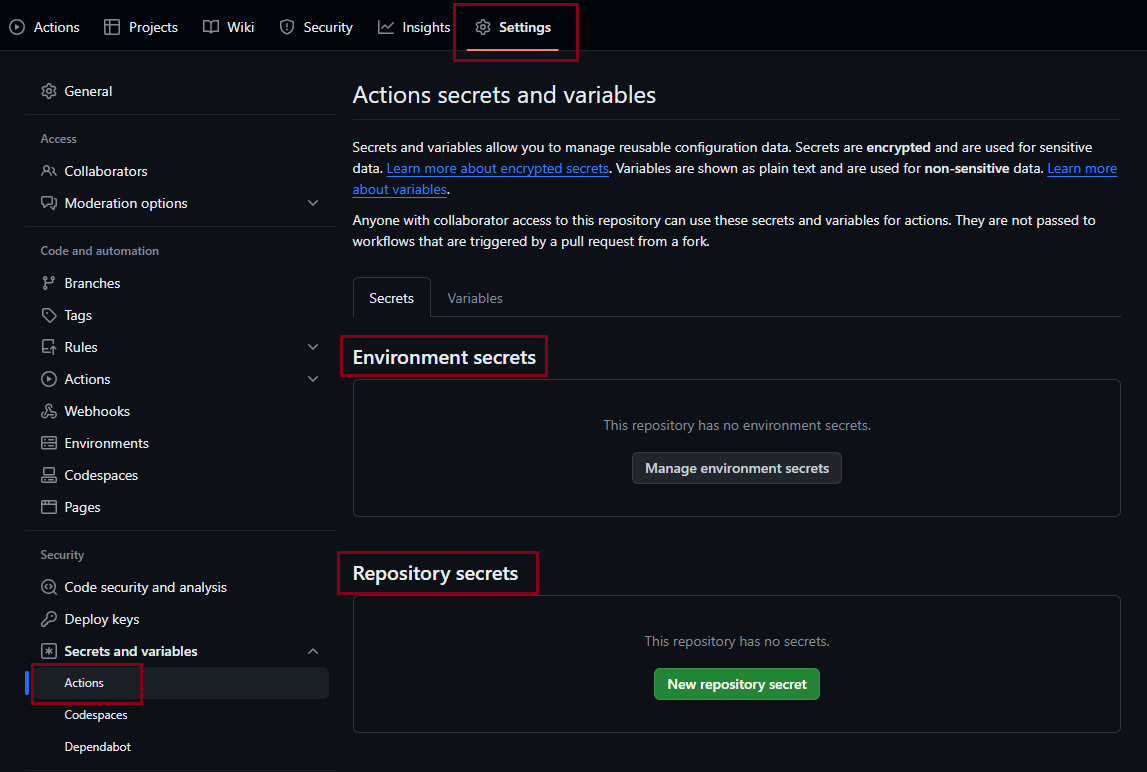 Actions Projects Wiki Security Insights Settings
General
Access
Collaborators
Moderation options
Code and automation
Branches
Tags
Rules
Actions
Webhooks
Environments
Codespaces
Pages
Security
Code security and analysis
Deploy keys
Secrets and variables
Actions
Codespaces
Dependabot
Actions secrets and variables
Secrets and variables allow you to manage reusable configuration data. Secrets are encrypted and are used for sensitive
data. Learn more about encrypted secrets. Variables are shown as plain text and are used for non-sensitive data. Learn more
about variables.
Anyone with collaborator access to this repository can use these secrets and variables for actions. They are not passed to
workflows that are triggered by a pull request from a fork.
Secrets Variables
Environment secrets
This repository has no environment secrets.
Manage environment secrets
Repository secrets
This repository has no secrets.
New repository secret